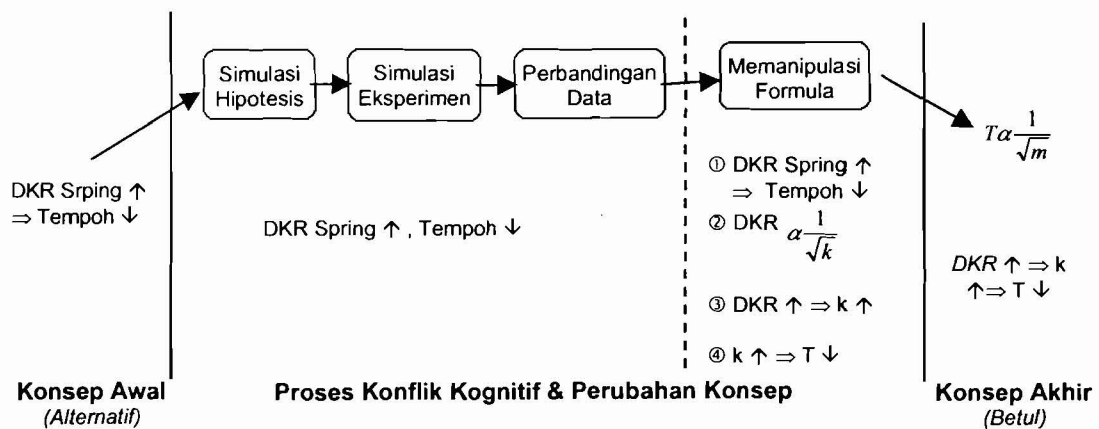 Simulasi
Hipotesis
Simulasi
Eksperimen
Perbandingan
Data
Memanipulasi
Formula
T α 1/√m
DKR Srping ↑
⇒ Tempoh ↓
DKR Spring ↑ , Tempoh ↓
① DKR Spring ↑
⇒ Tempoh ↓
② DKR α 1/√k
③ DKR ↑ ⇒ k ↑
④ k ↑ ⇒ T ↓
DKR ↑ ⇒ k
↑⇒ T ↓
Konsep Awal
(Alternatif)
Proses Konflik Kognitif & Perubahan Konsep
Konsep Akhir
(Betul)